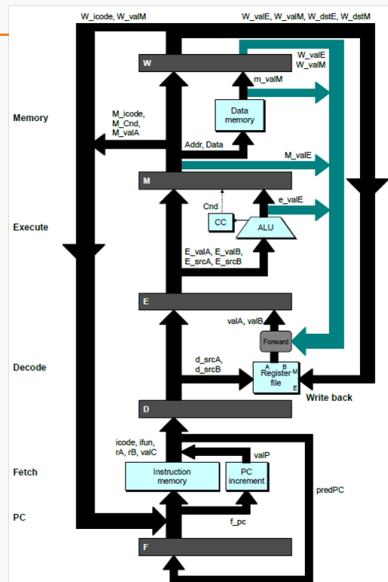 W_icode, W_valM
W_valE, W_valM, W_dstE, W_dstM
W
W_valE
W_valM
m_valM
Memory
M_icode,
M_Cnd,
M_valA
Data
memory
Addr, Data
M_valE
M
Cnd
e_valE
CC
ALU
Execute
E_valA, E_valB,
E_srcA, E_srcB
E
valA, valB
Forward
d_srcA,
d_srcB
A B
Register
file
M
E
Decode
Write back
D
icode, ifun,
rA, rB, valC
valP
Fetch
Instruction
memory
PC
increment
predPC
PC
f_pc
F